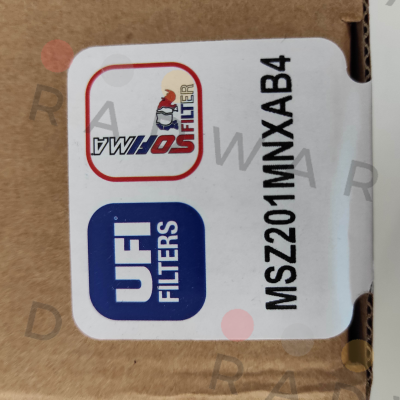 SOFIMA
FILTER
UFI
FILTERS
MSZ201MNXAB4